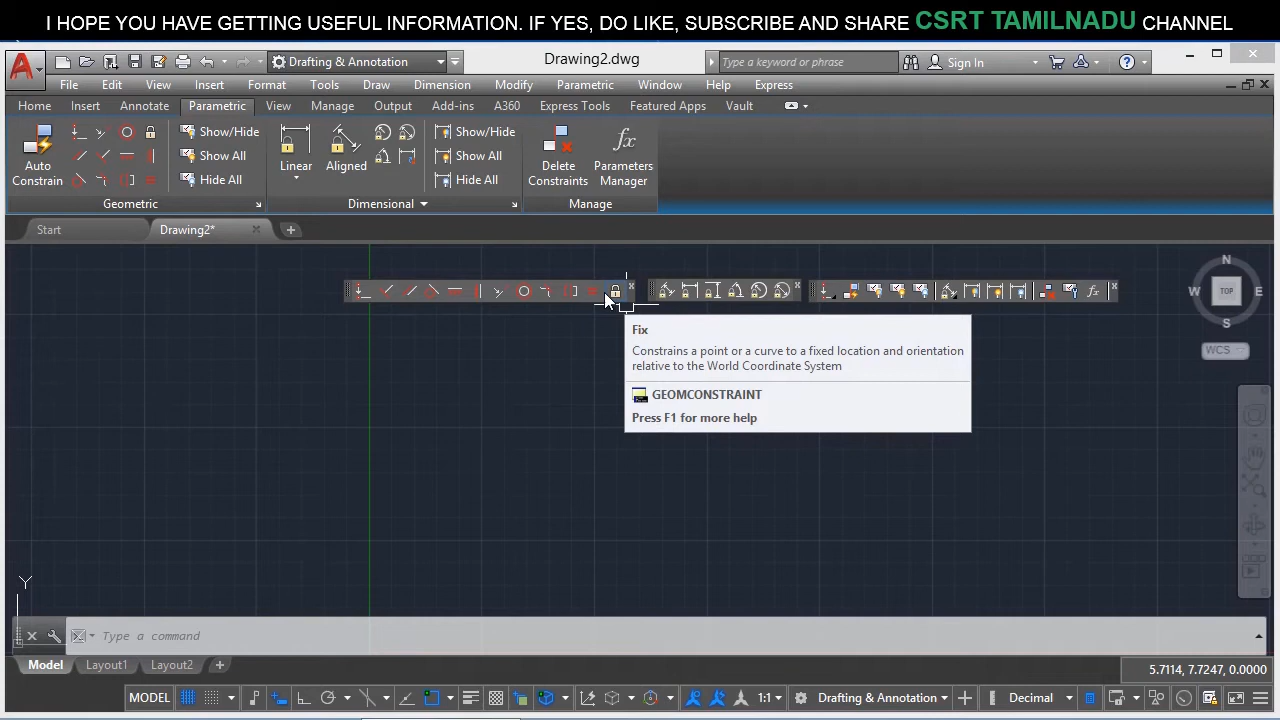 I HOPE YOU HAVE GETTING USEFUL INFORMATION. IF YES, DO LIKE, SUBSCRIBE AND SHARE CSRT TAMILNADU CHANNEL
Drafting & Annotation
Drawing2.dwg
Type a keyword or phrase
Sign In
File Edit View Insert Format Tools Draw Dimension Modify Parametric Window Help Express
Home Insert Annotate Parametric View Manage Output Add-ins A360 Express Tools Featured Apps Vault
Auto Constrain
Show/Hide
Show All
Hide All
Linear
Aligned
Show/Hide
Show All
Hide All
Delete Constraints
fx
Parameters Manager
Geometric
Dimensional
Manage
Start
Drawing2*
fx
N
W
TOP
E
S
WCS
Fix
Constrains a point or a curve to a fixed location and orientation
relative to the World Coordinate System
GEOMCONSTRAINT
Press F1 for more help
Y
Type a command
Model Layout1 Layout2
5.7114, 7.7247, 0.0000
MODEL
1:1
Drafting & Annotation
Decimal